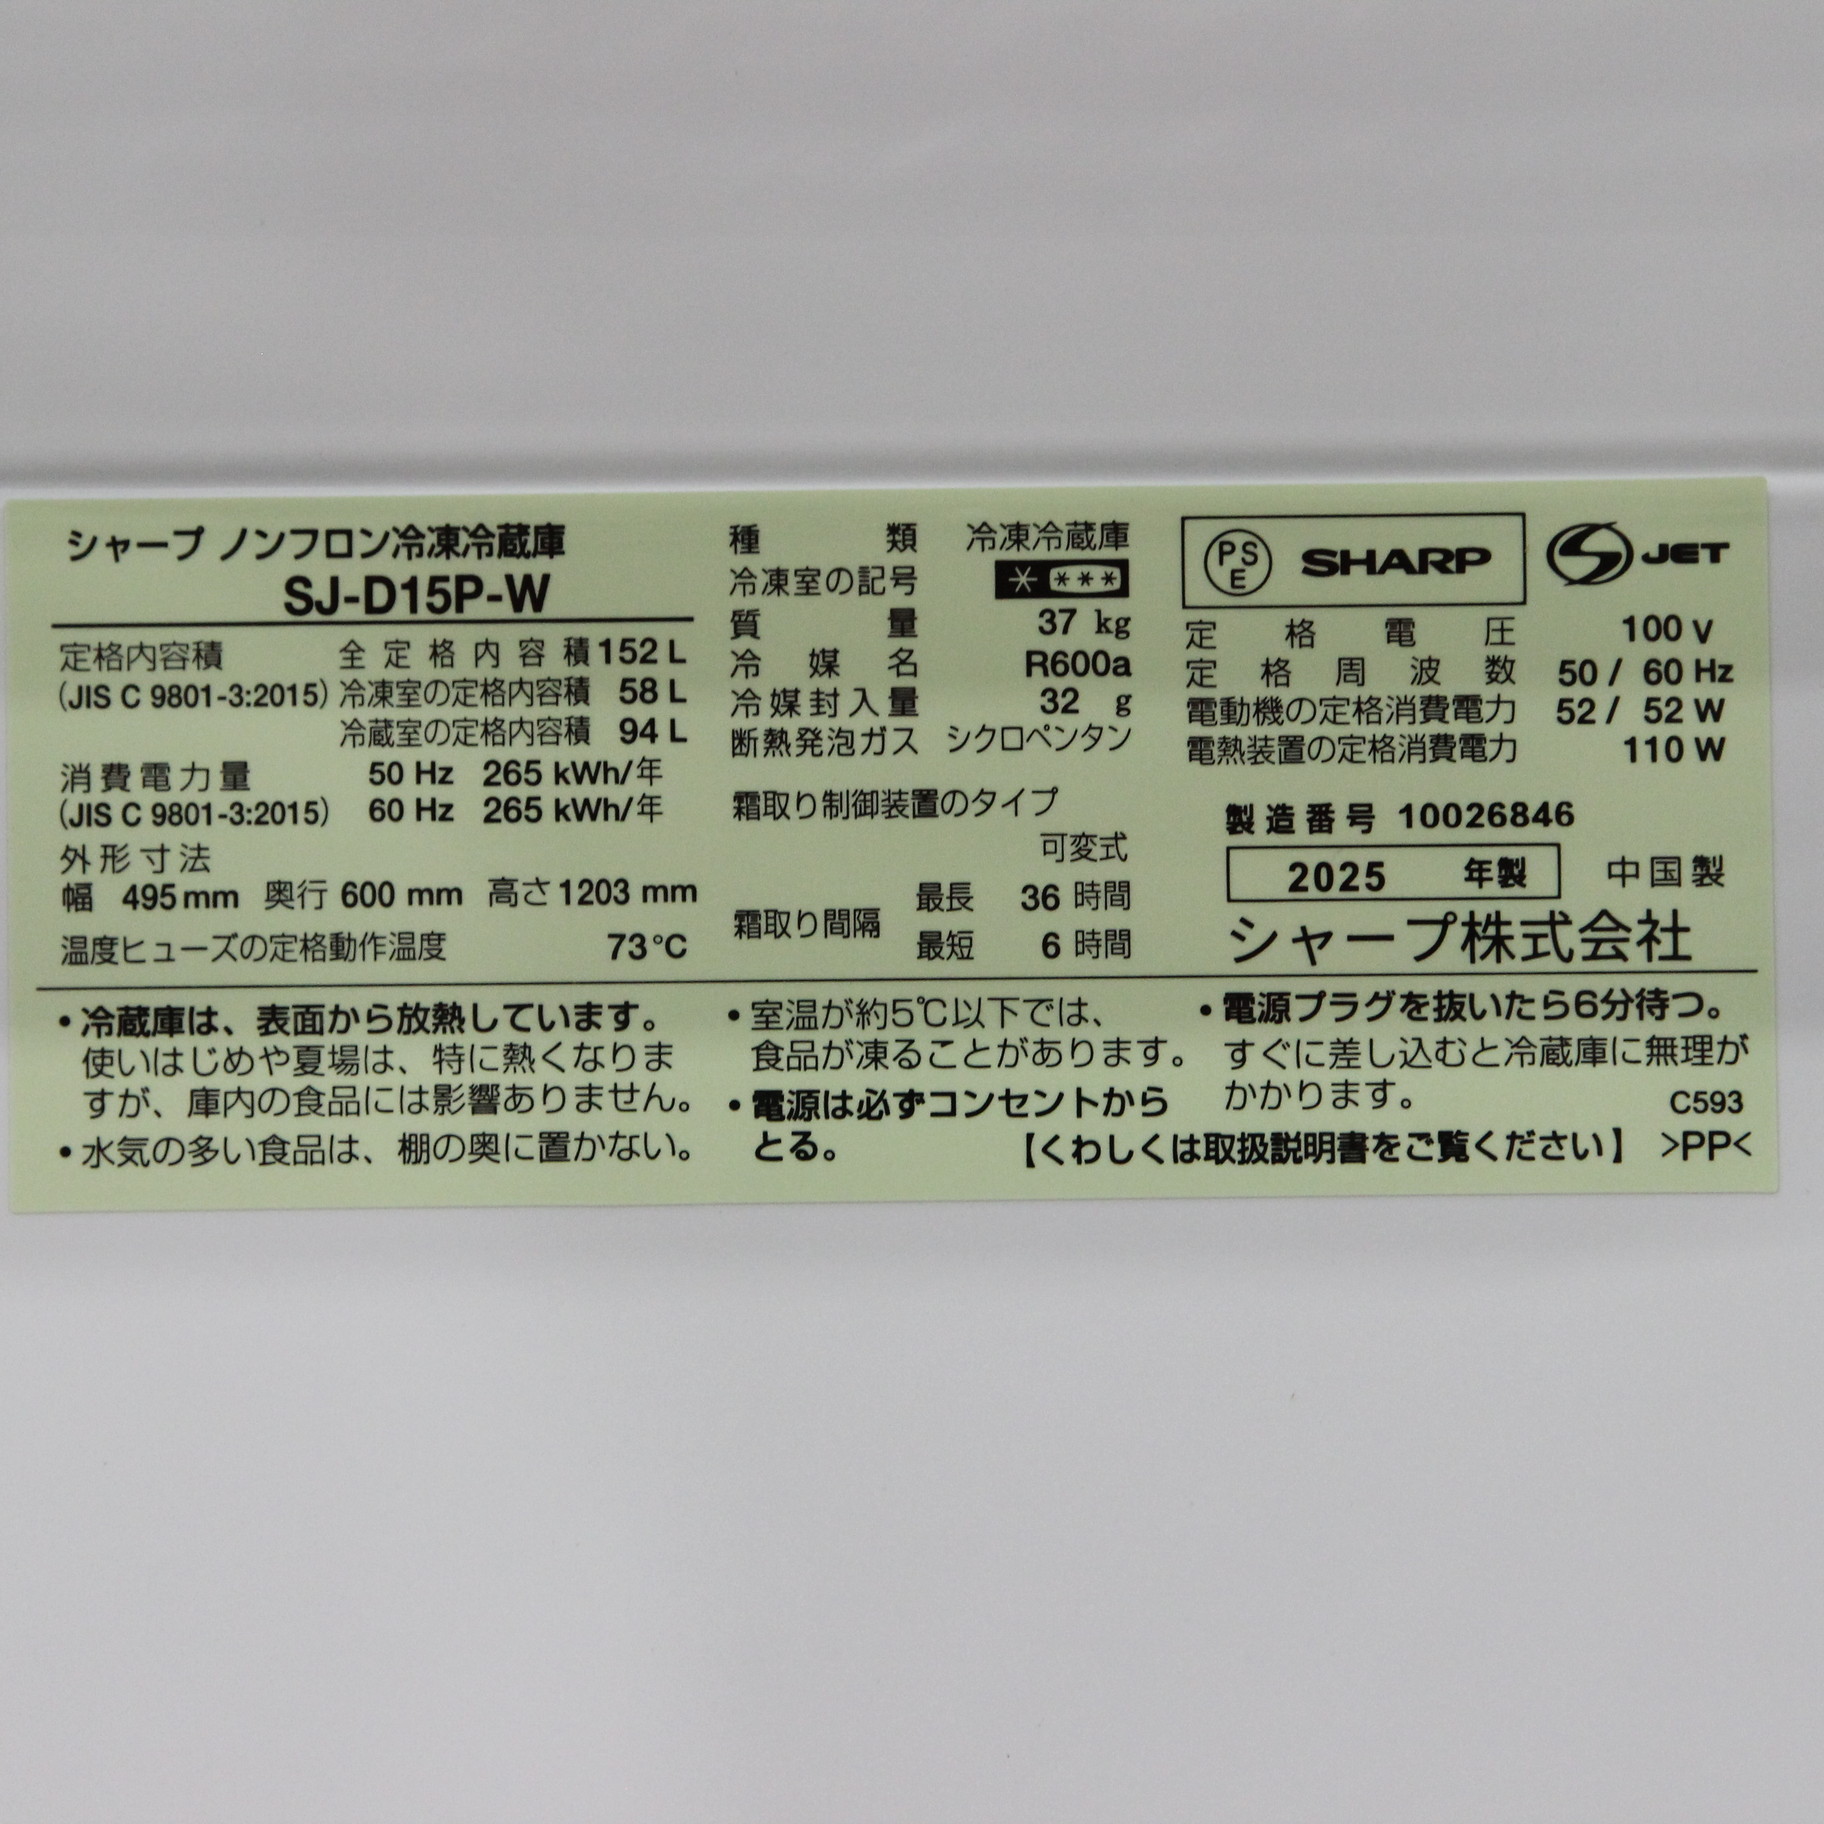 シャープ ノンフロン冷凍冷蔵庫
SJ-D15P-W
定格内容積 全定格内容積 152 L
(JIS C 9801-3:2015) 冷凍室の定格内容積 58 L
冷蔵室の定格内容積 94 L
消費電力量 50 Hz 265 kWh/年
(JIS C 9801-3:2015) 60 Hz 265 kWh/年
外形寸法
幅 495 mm 奥行 600 mm 高さ 1203 mm
温度ヒューズの定格動作温度 73℃
種類 冷凍冷蔵庫
冷凍室の記号 * ***
質量 37 kg
冷媒名 R600a
冷媒封入量 32 g
断熱発泡ガス シクロペンタン
霜取り制御装置のタイプ
可変式
霜取り間隔 最長 36 時間
最短 6 時間
PSE SHARP JET
定格電圧 100 V
定格周波数 50 / 60 Hz
電動機の定格消費電力 52 / 52 W
電熱装置の定格消費電力 110 W
製造番号 10026846
2025 年製 中国製
シャープ株式会社
・冷蔵庫は、表面から放熱しています。
使いはじめや夏場は、特に熱くなりま
すが、庫内の食品には影響ありません。
・水気の多い食品は、棚の奥に置かない。
・室温が約5℃以下では、
食品が凍ることがあります。
・電源は必ずコンセントから
とる。
・電源プラグを抜いたら6分待つ。
すぐに差し込むと冷蔵庫に無理が
かかります。
C593
【くわしくは取扱説明書をご覧ください】 >PP<